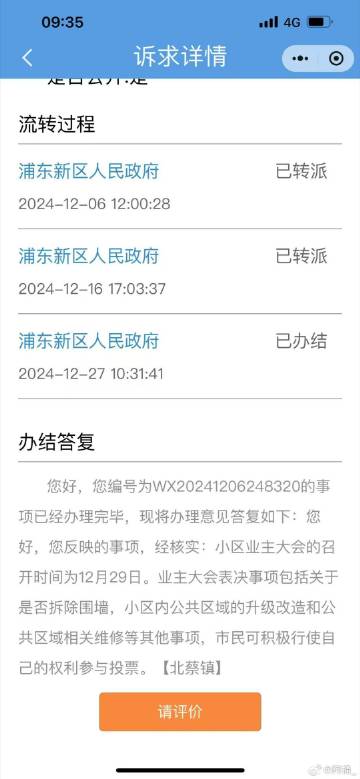 09:35
4G
诉求详情
是否公开:是
流转过程
浦东新区人民政府 已转派
2024-12-06 12:00:28
浦东新区人民政府 已转派
2024-12-16 17:03:37
浦东新区人民政府 已办结
2024-12-27 10:31:41
办结答复
您好，您编号为WX20241206248320的事
项已经办理完毕，现将办理意见答复如下：您
好，您反映的事项，经核实：小区业主大会的召
开时间为12月29日。业主大会表决事项包括关于
是否拆除围墙，小区内公共区域的升级改造和公
共区域相关维修等其他事项，市民可积极行使自
己的权利参与投票。【北蔡镇】
请评价